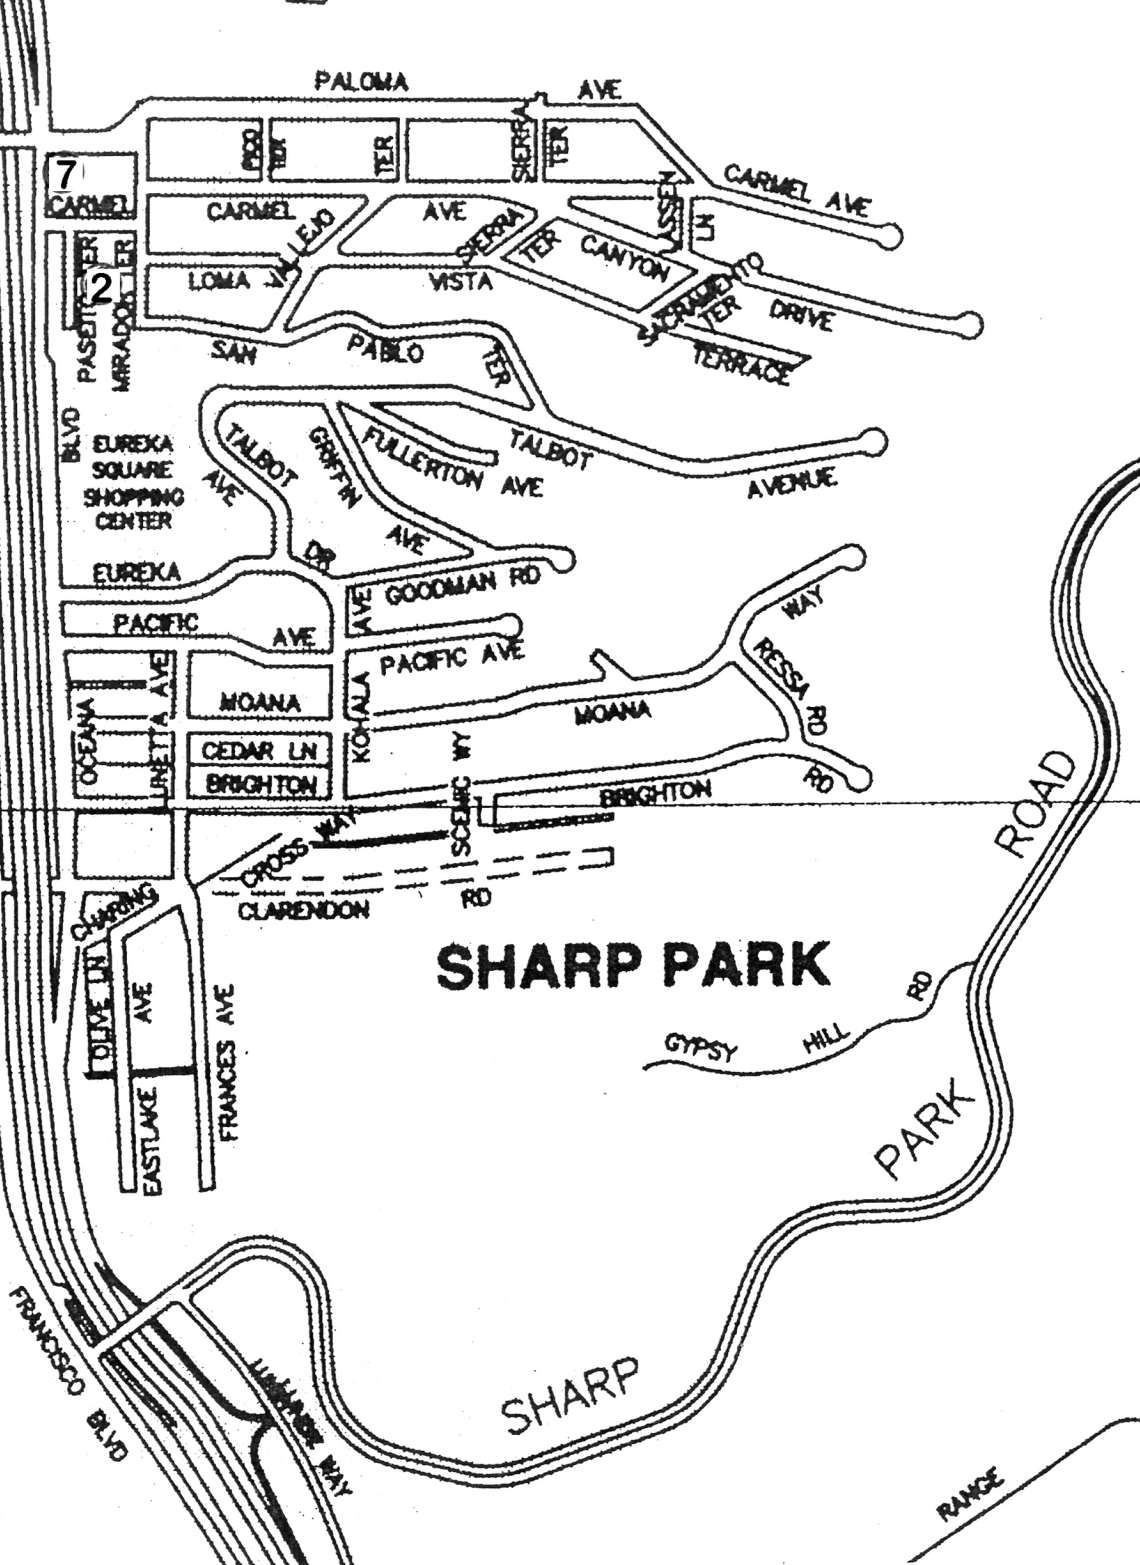 PALOMA AVE
PICO TER
TER
SIERRA TER
7
CARMEL
CARMEL AVE
CARMEL AVE
LASSEN LN
VALLEJO
SIERRA TER
CANYON DRIVE
SACRAMENTO TER
LOMA VISTA TERRACE
2
PASEITO TER
MIRADOR TER
SAN PABLO TER
BLVD
EUREKA
SQUARE
SHOPPING
CENTER
TALBOT AVE
GRIFFIN AVE
FULLERTON AVE
TALBOT AVENUE
EUREKA DR
GOODMAN RD
PACIFIC AVE
PACIFIC AVE
KOHALA AVE
OCEANA
LUNETTA AVE
MOANA
MOANA WAY
RESSA RD
CEDAR LN
BRIGHTON
BRIGHTON RD
SCENIC WY
CHARING CROSS WAY
CLARENDON RD
SHARP PARK
OLIVE LN
EASTLAKE AVE
FRANCES AVE
GYPSY HILL RD
SHARP PARK ROAD
FRANCISCO BLVD
WAY
RANGE